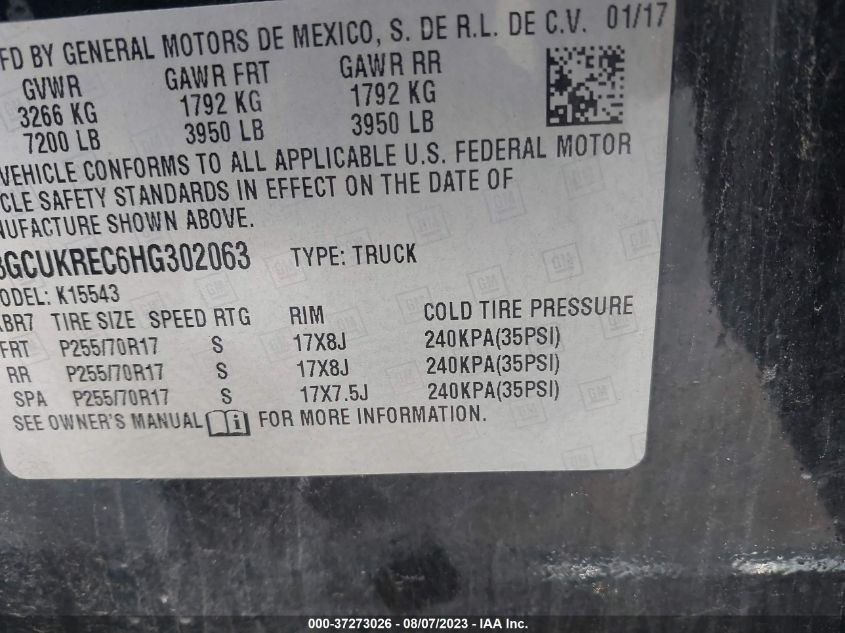 FD BY GENERAL MOTORS DE MEXICO, S. DE R.L. DE C.V. 01/17
GVWR GAWR FRT GAWR RR
3266 KG 1792 KG 1792 KG
7200 LB 3950 LB 3950 LB
VEHICLE CONFORMS TO ALL APPLICABLE U.S. FEDERAL MOTOR
CLE SAFETY STANDARDS IN EFFECT ON THE DATE OF
NUFACTURE SHOWN ABOVE.
3GCUKREC6HG302063 TYPE: TRUCK
ODEL: K15543
BR7 TIRE SIZE SPEED RTG RIM COLD TIRE PRESSURE
FRT P255/70R17 S 17X8J 240KPA(35PSI)
RR P255/70R17 S 17X8J 240KPA(35PSI)
SPA P255/70R17 S 17X7.5J 240KPA(35PSI)
SEE OWNER'S MANUAL FOR MORE INFORMATION.
000-37273026 - 08/07/2023 - IAA Inc.